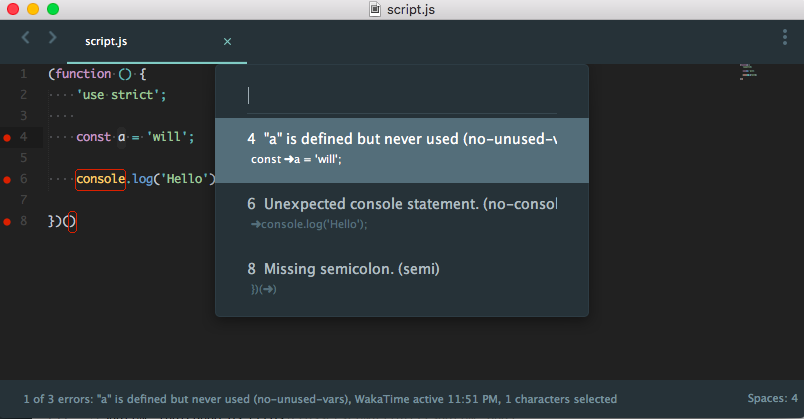 script.js
script.js
1 (function () {
2 'use strict';
3
4 const a = 'will';
5
6 console.log('Hello')
7
8 })()
4 "a" is defined but never used (no-unused-v
const ➜a = 'will';
6 Unexpected console statement. (no-consol
➜console.log('Hello');
8 Missing semicolon. (semi)
})(➜)
1 of 3 errors: "a" is defined but never used (no-unused-vars), WakaTime active 11:51 PM, 1 characters selected
Spaces: 4